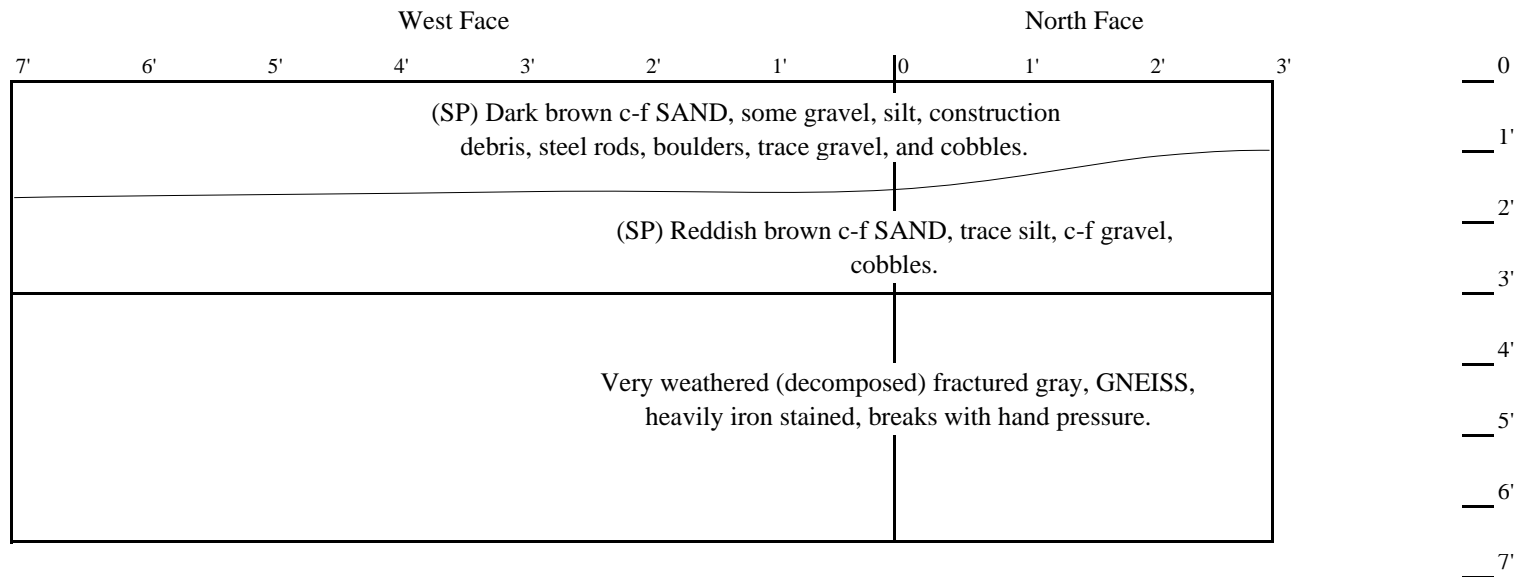 West Face North Face
7' 6' 5' 4' 3' 2' 1' 0 1' 2' 3' 0
(SP) Dark brown c-f SAND, some gravel, silt, construction
debris, steel rods, boulders, trace gravel, and cobbles.
1'
2'
(SP) Reddish brown c-f SAND, trace silt, c-f gravel,
cobbles.
3'
4'
Very weathered (decomposed) fractured gray, GNEISS,
heavily iron stained, breaks with hand pressure.
5'
6'
7'